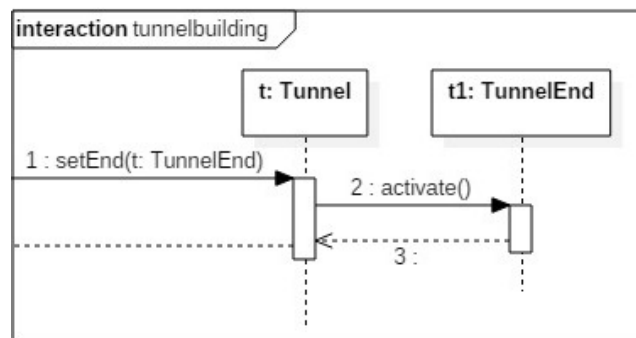 interaction tunnelbuilding
t: Tunnel
t1: TunnelEnd
1 : setEnd(t: TunnelEnd)
2 : activate()
3 :